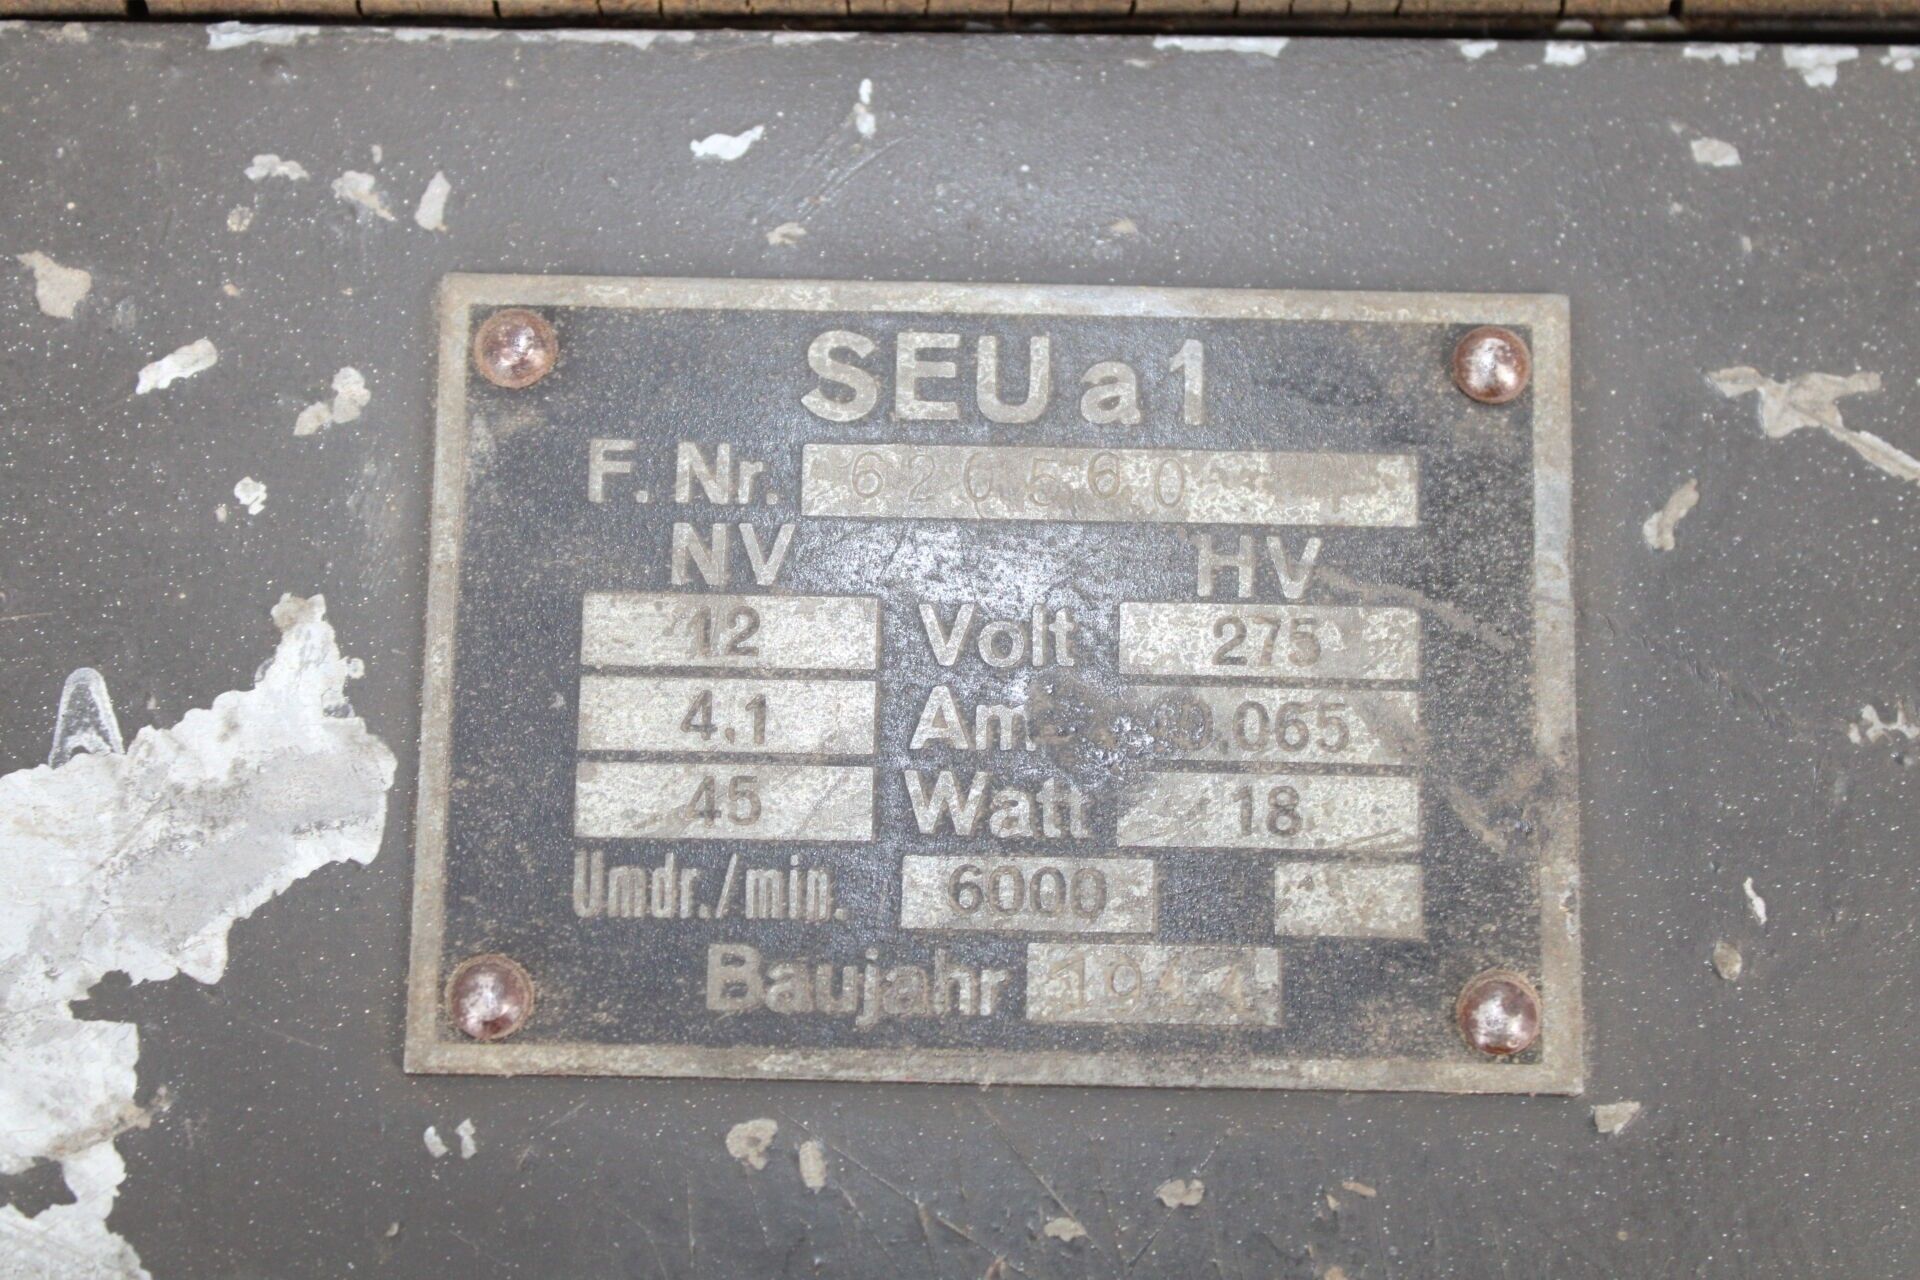 SEU a 1
F. Nr. 620560
NV HV
12 Volt 275
4.1 Am 0.065
45 Watt 18
Umdr./min. 6000
Baujahr 1944